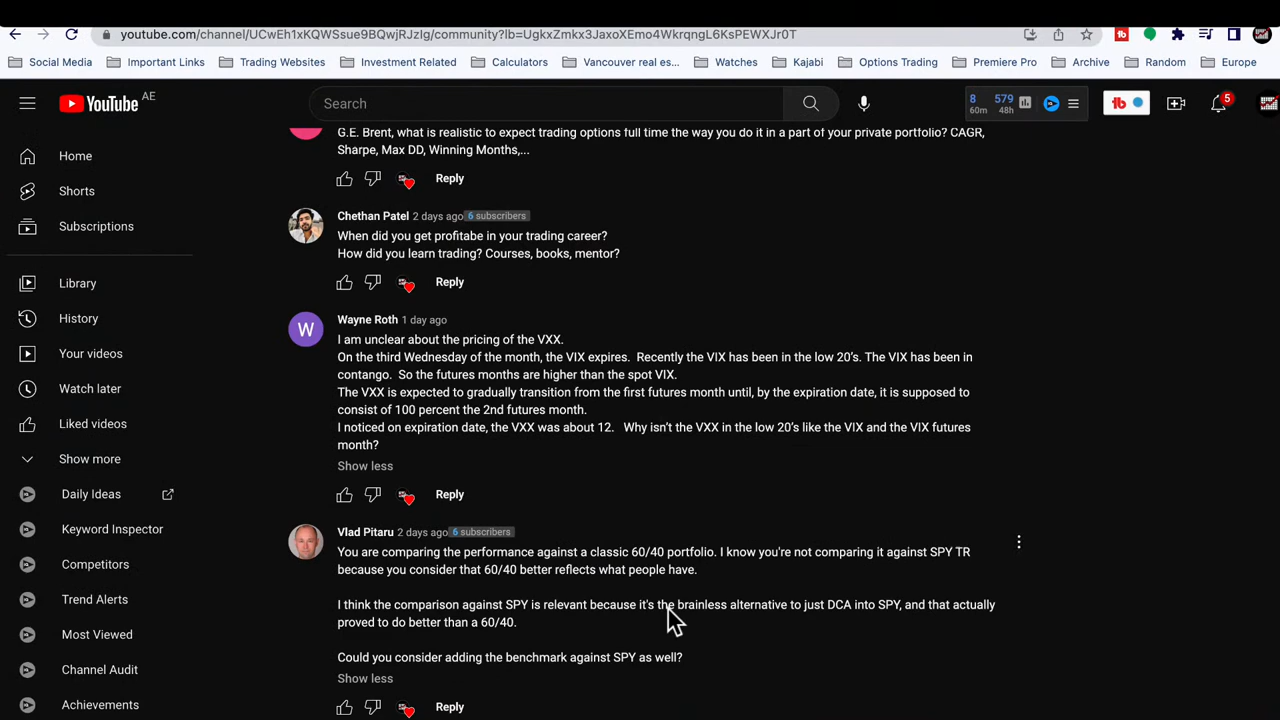 youtube.com/channel/UCwEh1xKQWSsue9BQwjRJzIg/community?lb=UgkxZmkx3JaxoXEmo4WkrqngL6KsPEWXJr0T
Social Media
Important Links
Trading Websites
Investment Related
Calculators
Vancouver real es...
Watches
Kajabi
Options Trading
Premiere Pro
Archive
Random
Europe
YouTube AE
Search
8 60m
579 48h
tb
5
Home
Shorts
Subscriptions
Library
History
Your videos
Watch later
Liked videos
Show more
Daily Ideas
Keyword Inspector
Competitors
Trend Alerts
Most Viewed
Channel Audit
Achievements
G.E. Brent, what is realistic to expect trading options full time the way you do it in a part of your private portfolio? CAGR,
Sharpe, Max DD, Winning Months,...
Reply
Chethan Patel 2 days ago 6 subscribers
When did you get profitabe in your trading career?
How did you learn trading? Courses, books, mentor?
Reply
W
Wayne Roth 1 day ago
I am unclear about the pricing of the VXX.
On the third Wednesday of the month, the VIX expires. Recently the VIX has been in the low 20's. The VIX has been in
contango. So the futures months are higher than the spot VIX.
The VXX is expected to gradually transition from the first futures month until, by the expiration date, it is supposed to
consist of 100 percent the 2nd futures month.
I noticed on expiration date, the VXX was about 12. Why isn't the VXX in the low 20's like the VIX and the VIX futures
month?
Show less
Reply
Vlad Pitaru 2 days ago 6 subscribers
You are comparing the performance against a classic 60/40 portfolio. I know you're not comparing it against SPY TR
because you consider that 60/40 better reflects what people have.
I think the comparison against SPY is relevant because it's the brainless alternative to just DCA into SPY, and that actually
proved to do better than a 60/40.
Could you consider adding the benchmark against SPY as well?
Show less
Reply